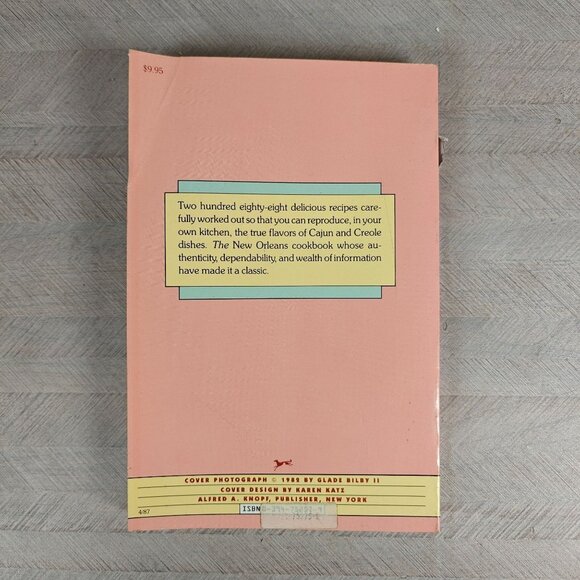 $9.95
Two hundred eighty-eight delicious recipes care-
fully worked out so that you can reproduce, in your
own kitchen, the true flavors of Cajun and Creole
dishes. The New Orleans cookbook whose au-
thenticity, dependability, and wealth of information
have made it a classic.
COVER PHOTOGRAPH © 1982 BY GLADE BILBY II
COVER DESIGN BY KAREN KATZ
ALFRED A. KNOPF, PUBLISHER, NEW YORK
4/87
ISBN